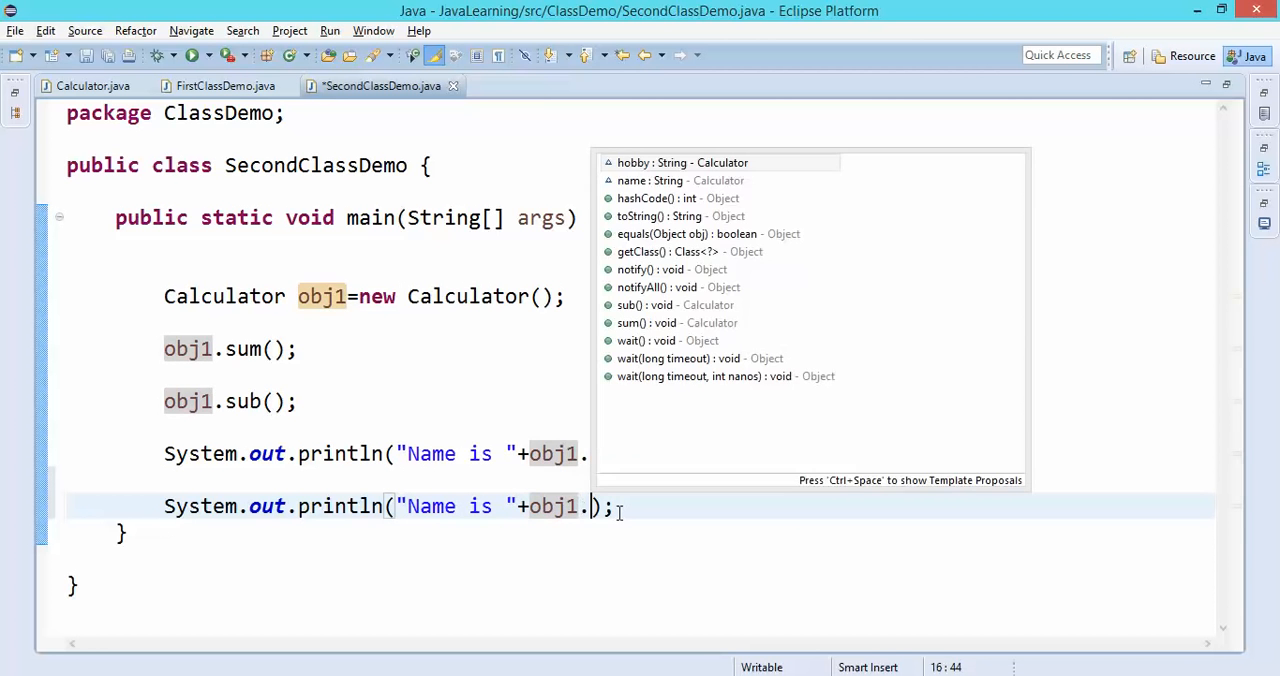 Java - JavaLearning/src/ClassDemo/SecondClassDemo.java - Eclipse Platform
File Edit Source Refactor Navigate Search Project Run Window Help
Quick Access Resource Java
Calculator.java FirstClassDemo.java *SecondClassDemo.java
package ClassDemo;
public class SecondClassDemo {
public static void main(String[] args)
Calculator obj1=new Calculator();
obj1.sum();
obj1.sub();
System.out.println("Name is "+obj1.
System.out.println("Name is "+obj1.);
}
}
hobby : String - Calculator
name : String - Calculator
hashCode() : int - Object
toString() : String - Object
equals(Object obj) : boolean - Object
getClass() : Class<?> - Object
notify() : void - Object
notifyAll() : void - Object
sub() : void - Calculator
sum() : void - Calculator
wait() : void - Object
wait(long timeout) : void - Object
wait(long timeout, int nanos) : void - Object
Press 'Ctrl+Space' to show Template Proposals
Writable Smart Insert 16 : 44